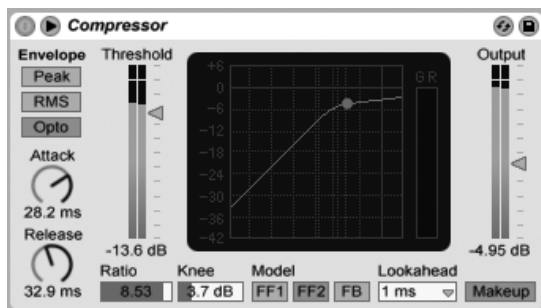 Compressor
Envelope
Threshold
Output
Peak
RMS
Opto
+6
0
-6
-12
-18
-24
-30
-36
-42
GR
Attack
28.2 ms
Release
32.9 ms
-13.6 dB
-4.95 dB
Ratio
Knee
Model
Lookahead
8.53
3.7 dB
FF1
FF2
FB
1 ms
Makeup